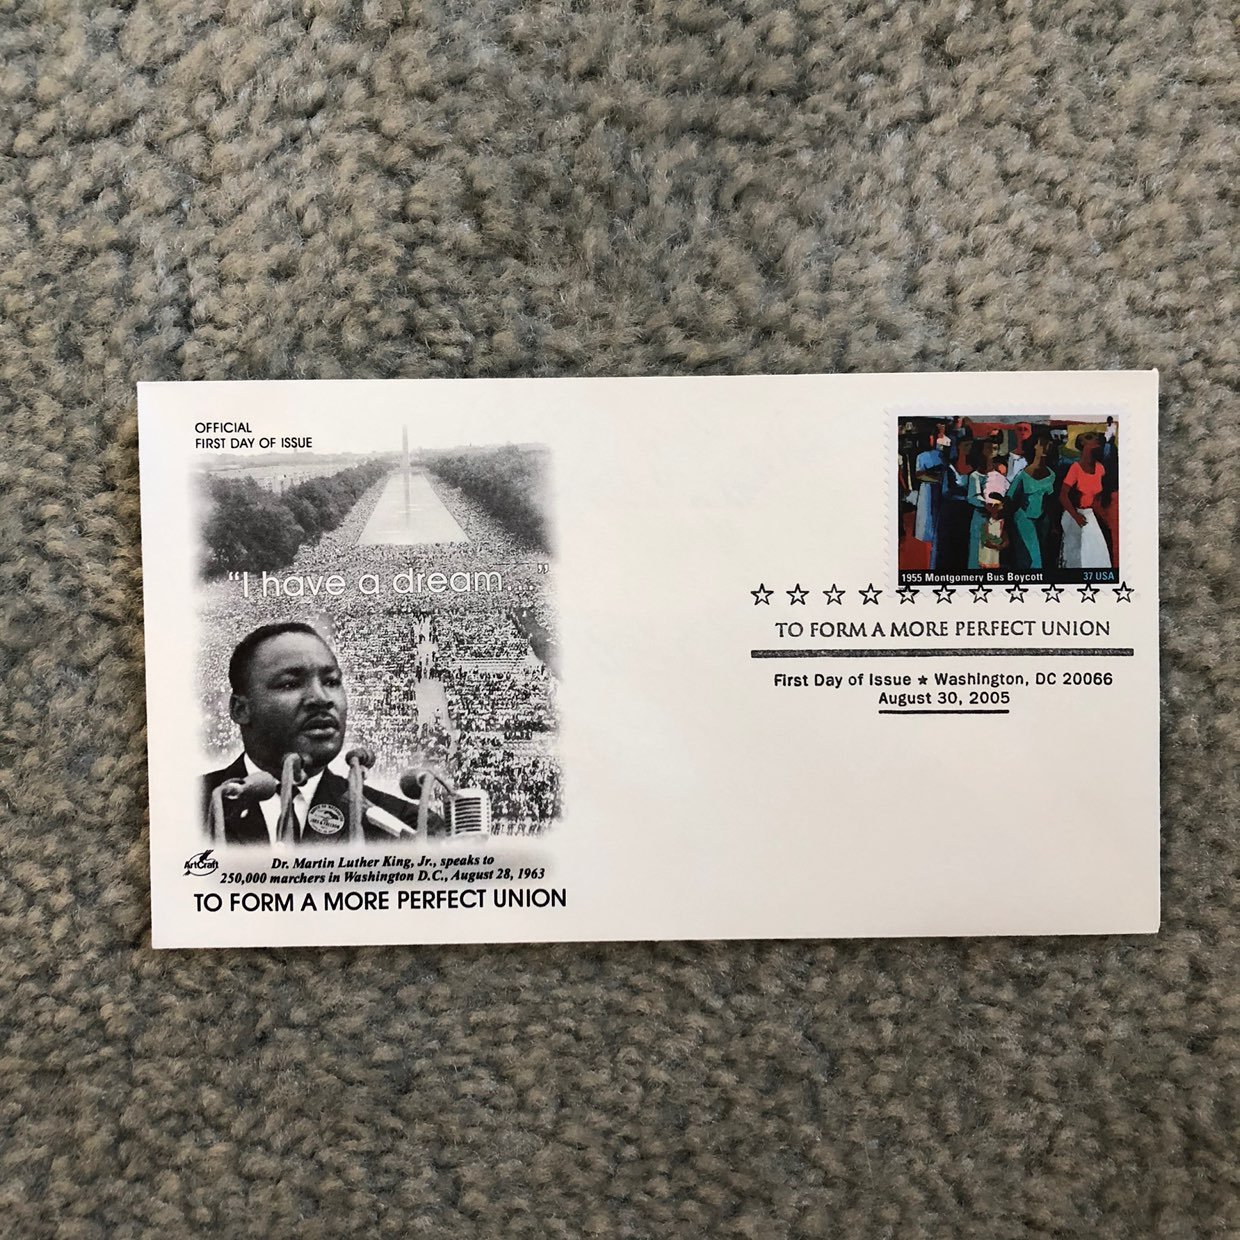 OFFICIAL
FIRST DAY OF ISSUE
"I have a dream...."
ArtCraft
Dr. Martin Luther King, Jr., speaks to
250,000 marchers in Washington D.C., August 28, 1963
TO FORM A MORE PERFECT UNION
1955 Montgomery Bus Boycott 37 USA
TO FORM A MORE PERFECT UNION
First Day of Issue ★ Washington, DC 20066
August 30, 2005